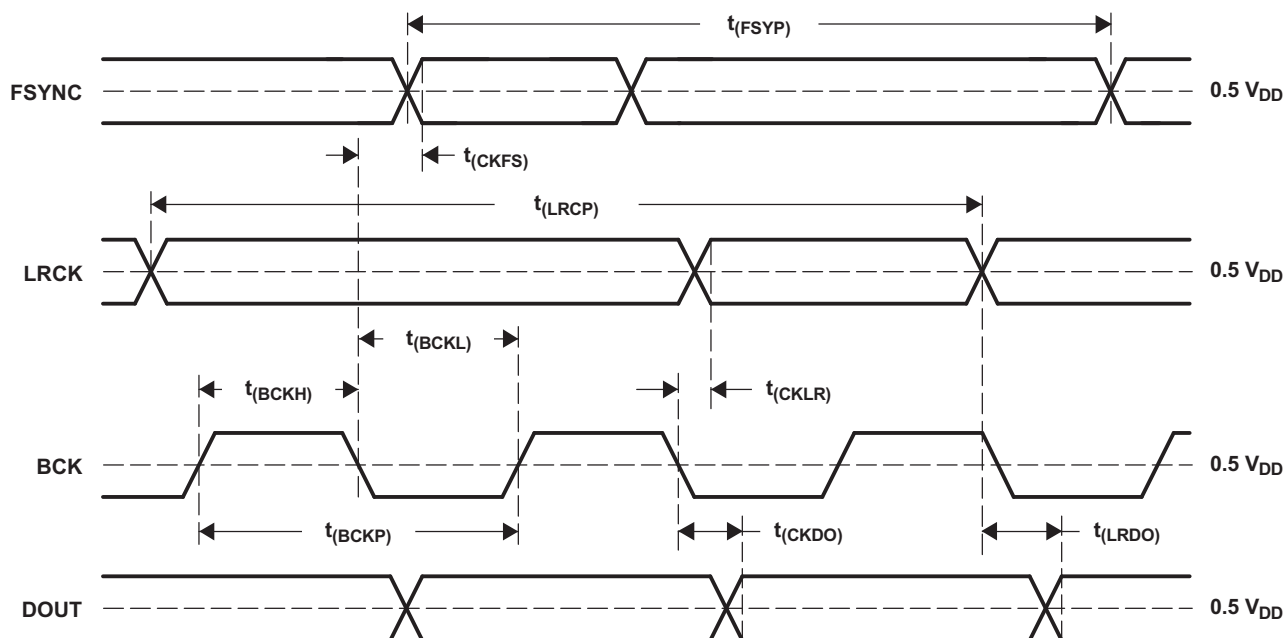 t(FSYP)
FSYNC
0.5 VDD
t(CKFS)
t(LRCP)
LRCK
0.5 VDD
t(BCKL)
t(BCKH)
t(CKLR)
BCK
0.5 VDD
t(BCKP)
t(CKDO)
t(LRDO)
DOUT
0.5 VDD